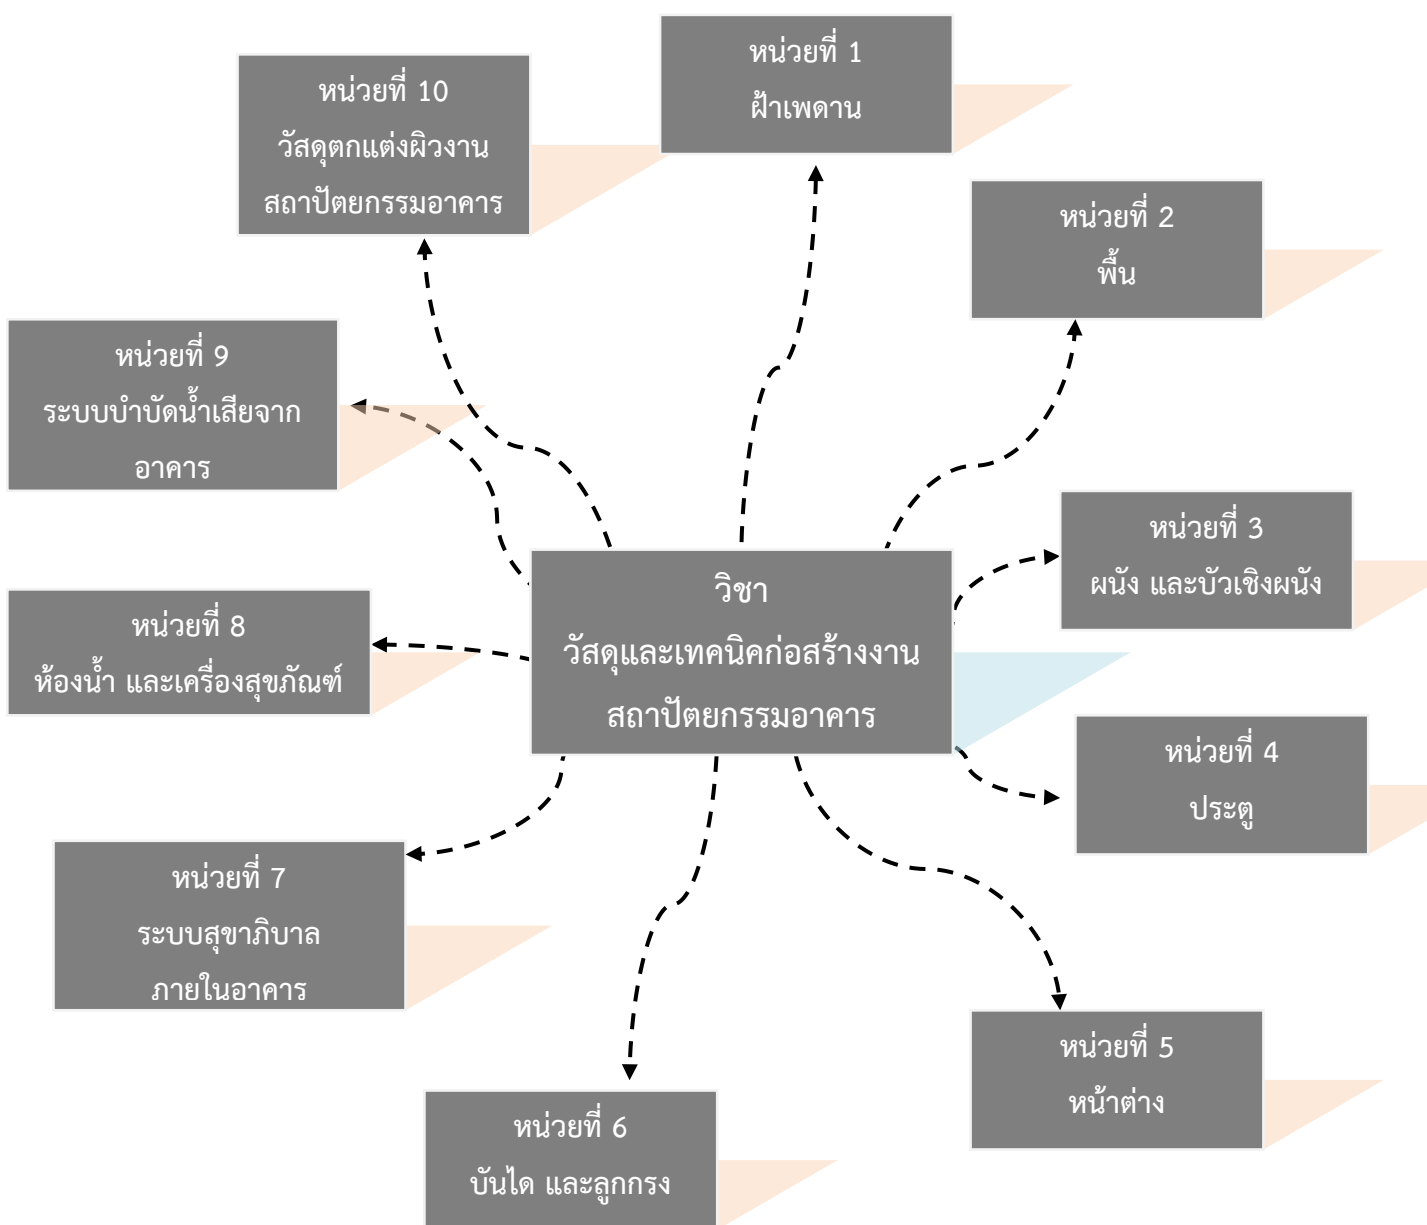 หน่วยที่ 1
ฝ้าเพดาน
หน่วยที่ 10
วัสดุตกแต่งผิวงาน
สถาปัตยกรรมอาคาร
หน่วยที่ 2
พื้น
หน่วยที่ 9
ระบบบำบัดน้ำเสียจาก
อาคาร
หน่วยที่ 3
ผนัง และบัวเชิงผนัง
วิชา
วัสดุและเทคนิคก่อสร้างงาน
สถาปัตยกรรมอาคาร
หน่วยที่ 8
ห้องน้ำ และเครื่องสุขภัณฑ์
หน่วยที่ 4
ประตู
หน่วยที่ 7
ระบบสุขาภิบาล
ภายในอาคาร
หน่วยที่ 5
หน้าต่าง
หน่วยที่ 6
บันได และลูกกรง